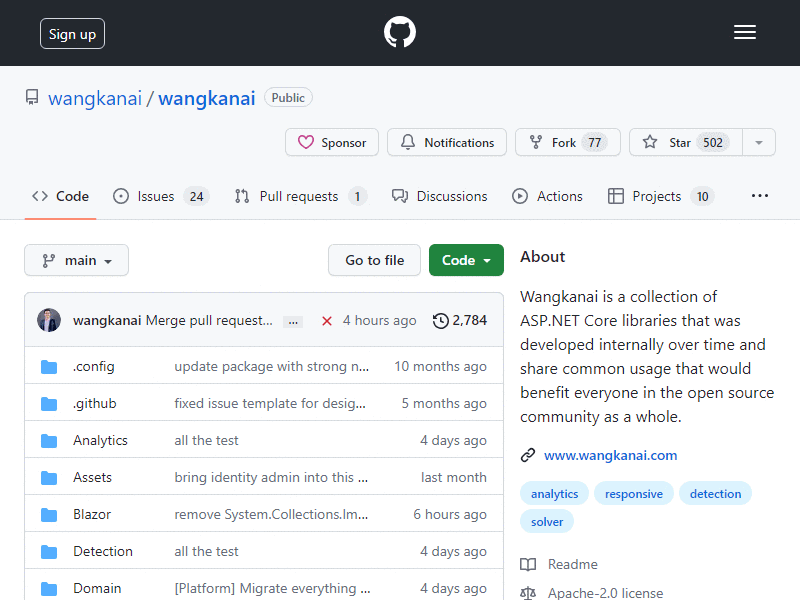 Sign up
wangkanai / wangkanai Public
Sponsor Notifications Fork 77 Star 502
Code Issues 24 Pull requests 1 Discussions Actions Projects 10 ...
main Go to file Code
wangkanai Merge pull request... ... 4 hours ago 2,784
.config update package with strong n... 10 months ago
.github fixed issue template for desig... 5 months ago
Analytics all the test 4 days ago
Assets bring identity admin into this ... last month
Blazor remove System.Collections.Im... 6 hours ago
Detection all the test 4 days ago
Domain [Platform] Migrate everything ... 4 days ago
About
Wangkanai is a collection of
ASP.NET Core libraries that was
developed internally over time and
share common usage that would
benefit everyone in the open source
community as a whole.
www.wangkanai.com
analytics responsive detection
solver
Readme
Apache-2.0 license